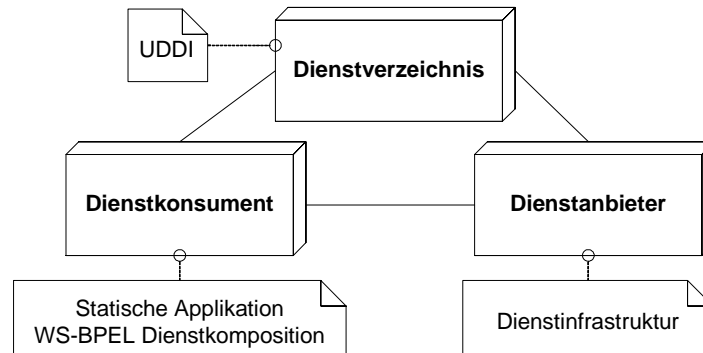 UDDI
Dienstverzeichnis
Dienstkonsument
Dienstanbieter
Statische Applikation
WS-BPEL Dienstkomposition
Dienstinfrastruktur